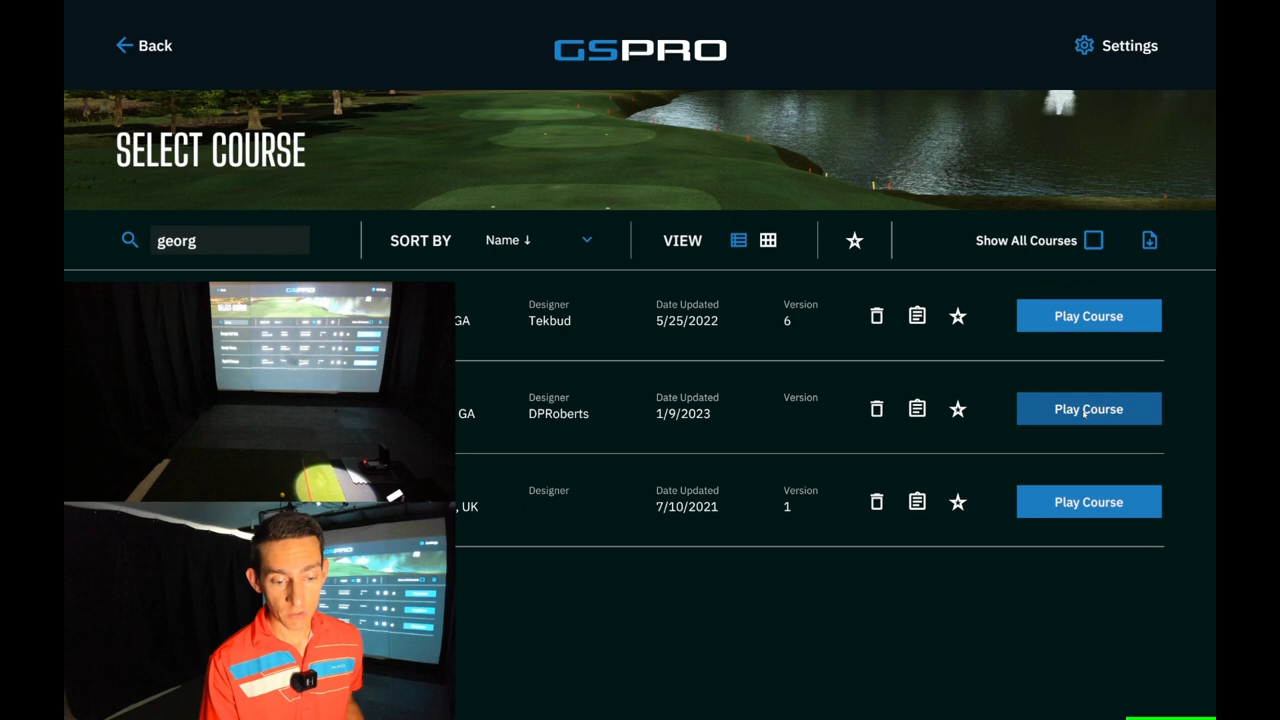 Back
GSPRO
Settings
SELECT COURSE
georg
SORT BY
Name ↓
VIEW
Show All Courses
GA
Designer
Tekbud
Date Updated
5/25/2022
Version
6
Play Course
GA
Designer
DPRoberts
Date Updated
1/9/2023
Version
Play Course
, UK
Designer
Date Updated
7/10/2021
Version
1
Play Course
GSPRO